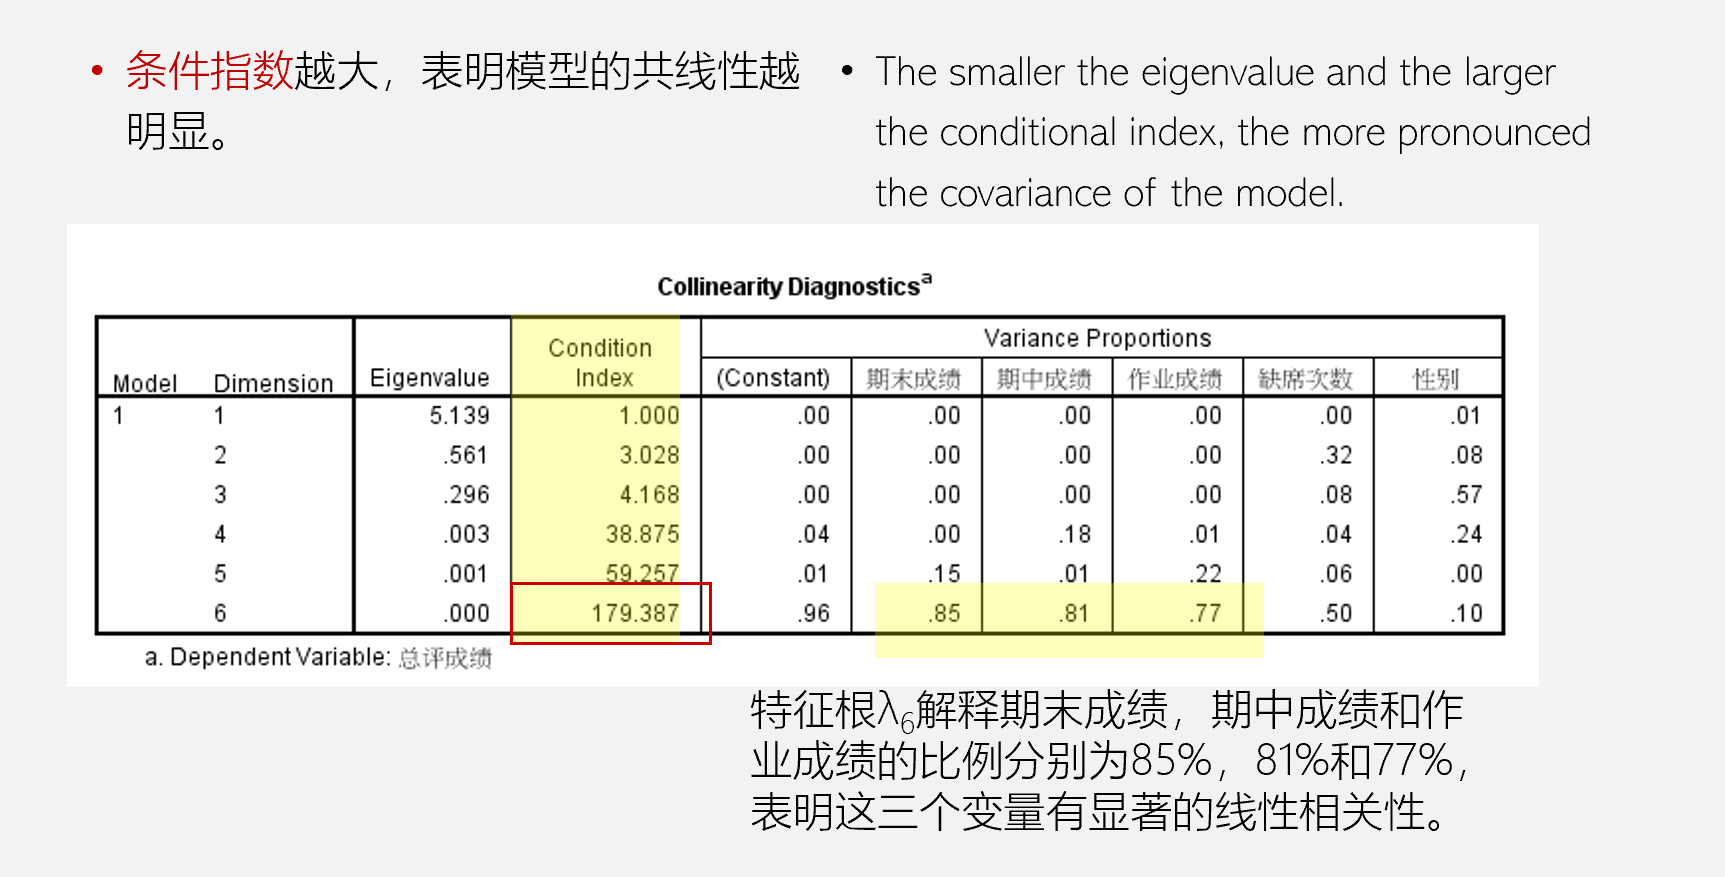 • 条件指数越大，表明模型的共线性越
明显。
• The smaller the eigenvalue and the larger
the conditional index, the more pronounced
the covariance of the model.
Collinearity Diagnosticsᵃ
Model Dimension Eigenvalue Condition Index Variance Proportions
(Constant) 期末成绩 期中成绩 作业成绩 缺席次数 性别
1 1 5.139 1.000 .00 .00 .00 .00 .00 .01
2 .561 3.028 .00 .00 .00 .00 .32 .08
3 .296 4.168 .00 .00 .00 .00 .08 .57
4 .003 38.875 .04 .00 .18 .01 .04 .24
5 .001 59.257 .01 .15 .01 .22 .06 .00
6 .000 179.387 .96 .85 .81 .77 .50 .10
a. Dependent Variable: 总评成绩
特征根λ₆解释期末成绩，期中成绩和作
业成绩的比例分别为85%，81%和77%，
表明这三个变量有显著的线性相关性。